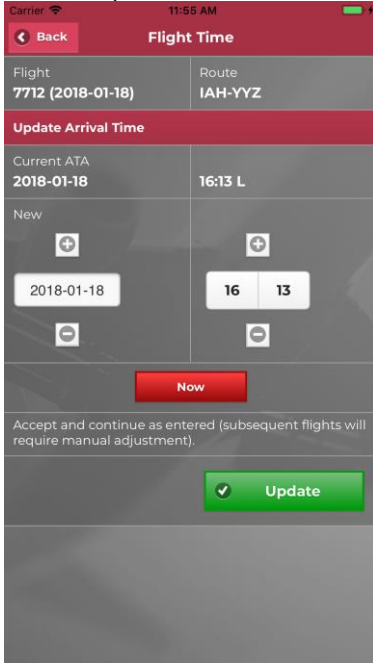 Carrier 11:55 AM
Back Flight Time
Flight Route
7712 (2018-01-18) IAH-YYZ
Update Arrival Time
Current ATA
2018-01-18 16:13 L
New
2018-01-18 16 13
Now
Accept and continue as entered (subsequent flights will
require manual adjustment).
Update